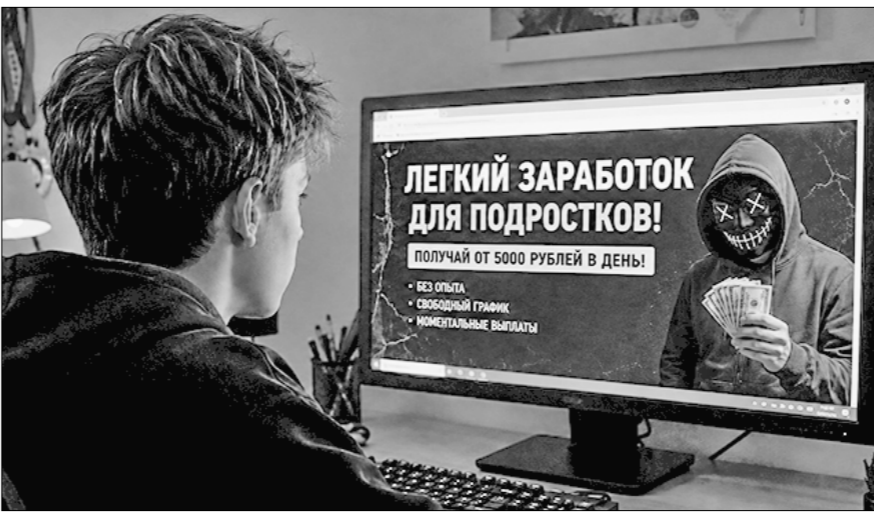 ЛЕГКИЙ ЗАРАБОТОК
ДЛЯ ПОДРОСТКОВ!
ПОЛУЧАЙ ОТ 5000 РУБЛЕЙ В ДЕНЬ!
• БЕЗ ОПЫТА
• СВОБОДНЫЙ ГРАФИК
• МОМЕНТАЛЬНЫЕ ВЫПЛАТЫ